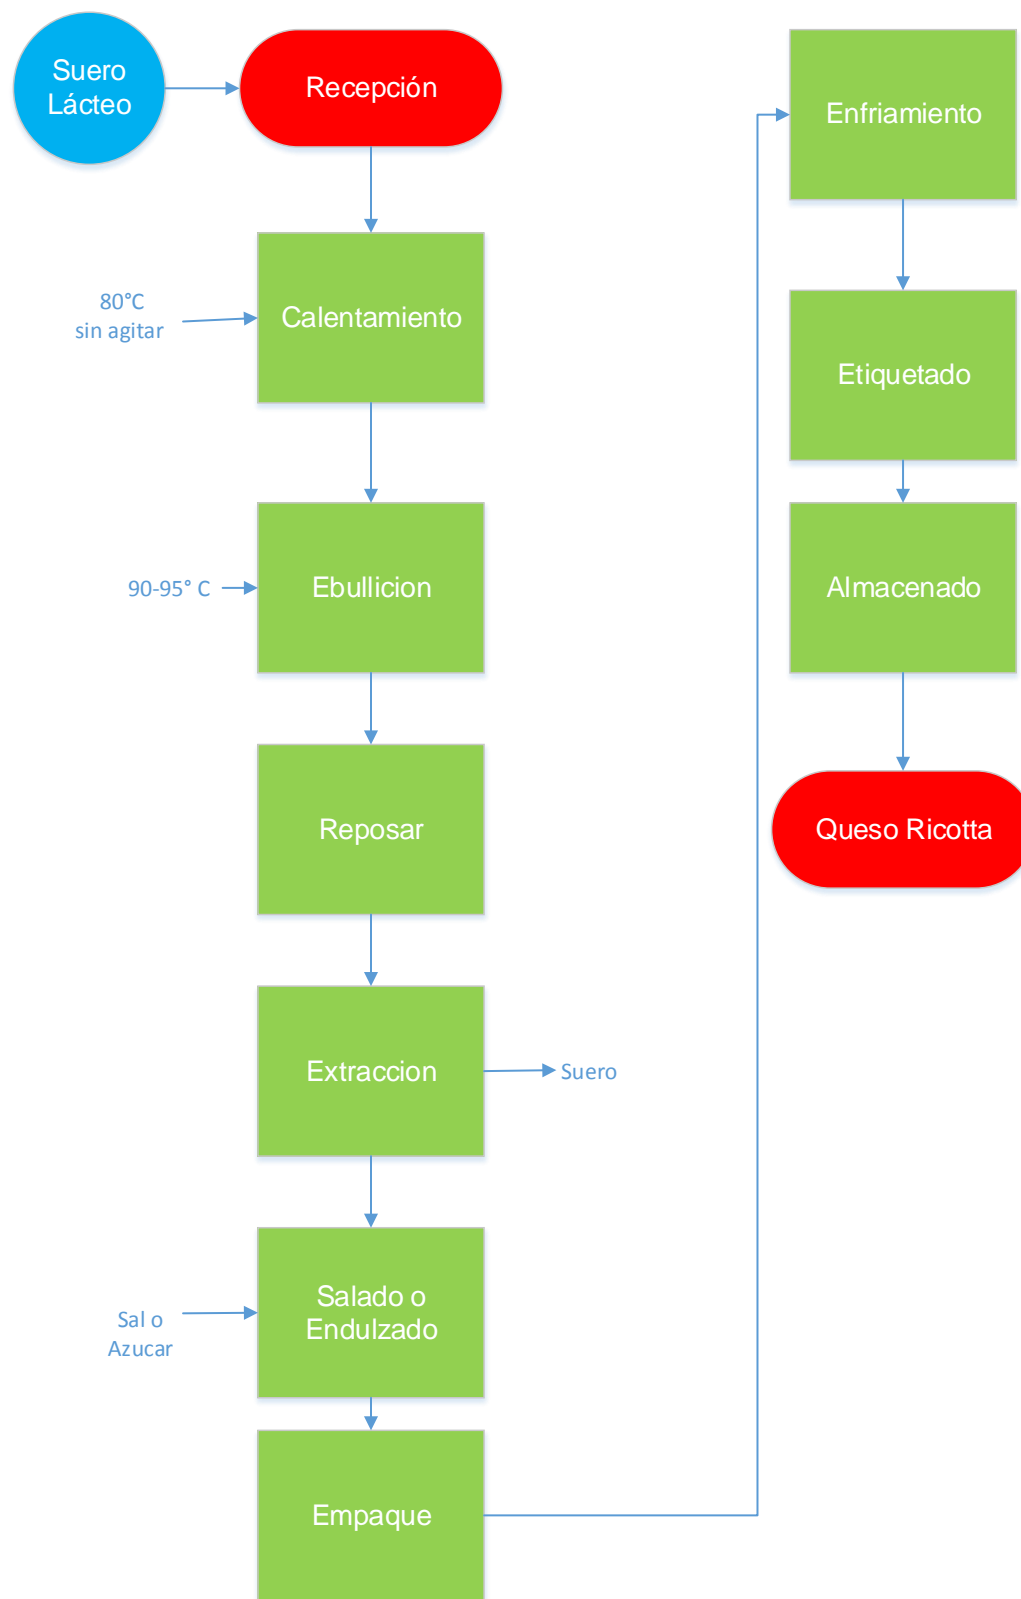 Suero
Lácteo
Recepción
80°C
sin agitar
Calentamiento
90-95° C
Ebullicion
Reposar
Extraccion
Suero
Sal o
Azucar
Salado o
Endulzado
Empaque
Enfriamiento
Etiquetado
Almacenado
Queso Ricotta